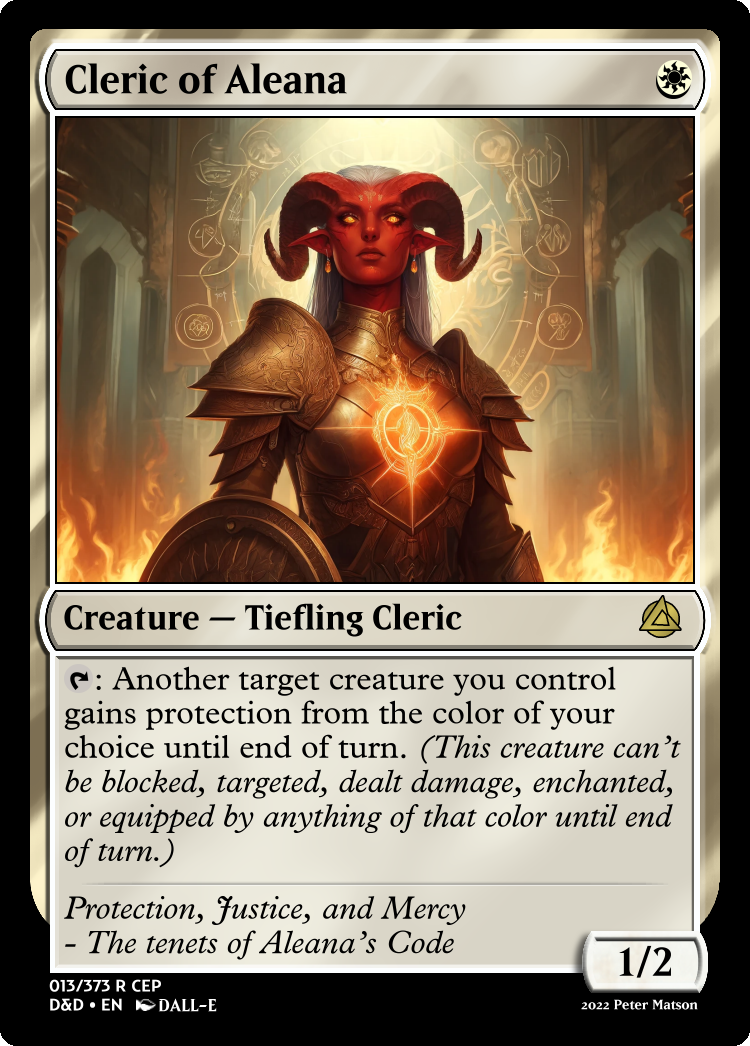 Cleric of Aleana
Creature — Tiefling Cleric
: Another target creature you control
gains protection from the color of your
choice until end of turn. (This creature can't
be blocked, targeted, dealt damage, enchanted,
or equipped by anything of that color until end
of turn.)
Protection, Justice, and Mercy
- The tenets of Aleana's Code
1/2
013/373 R CEP
D&D • EN DALL-E
2022 Peter Matson